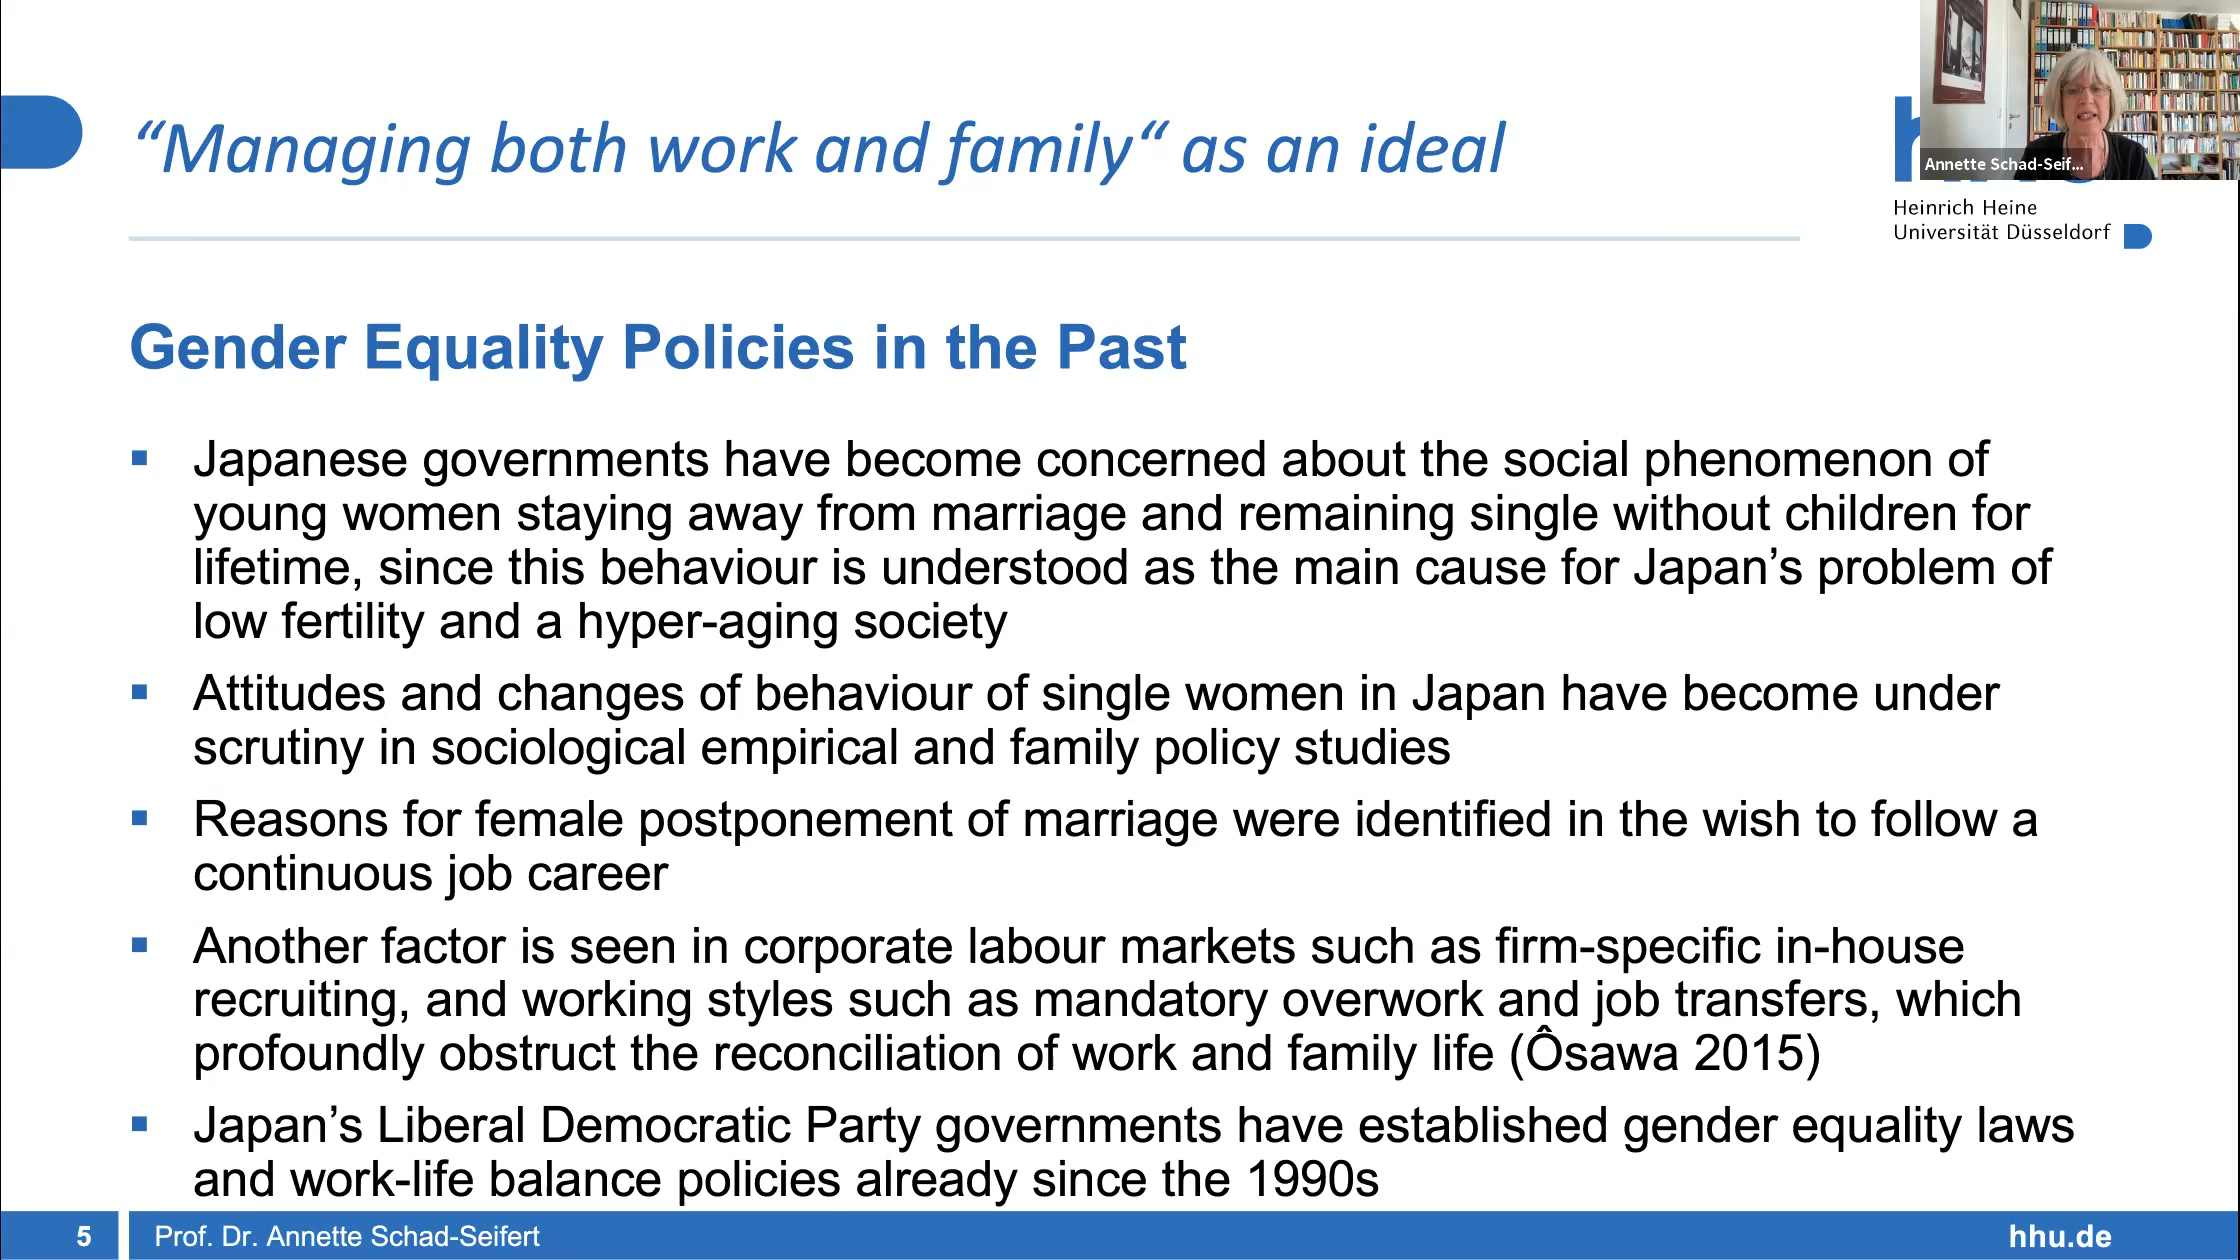 “Managing both work and family“ as an ideal
Annette Schad-Seif...
Heinrich Heine
Universität Düsseldorf
Gender Equality Policies in the Past
▪ Japanese governments have become concerned about the social phenomenon of
young women staying away from marriage and remaining single without children for
lifetime, since this behaviour is understood as the main cause for Japan’s problem of
low fertility and a hyper-aging society
▪ Attitudes and changes of behaviour of single women in Japan have become under
scrutiny in sociological empirical and family policy studies
▪ Reasons for female postponement of marriage were identified in the wish to follow a
continuous job career
▪ Another factor is seen in corporate labour markets such as firm-specific in-house
recruiting, and working styles such as mandatory overwork and job transfers, which
profoundly obstruct the reconciliation of work and family life (Ôsawa 2015)
▪ Japan’s Liberal Democratic Party governments have established gender equality laws
and work-life balance policies already since the 1990s
5 Prof. Dr. Annette Schad-Seifert
hhu.de